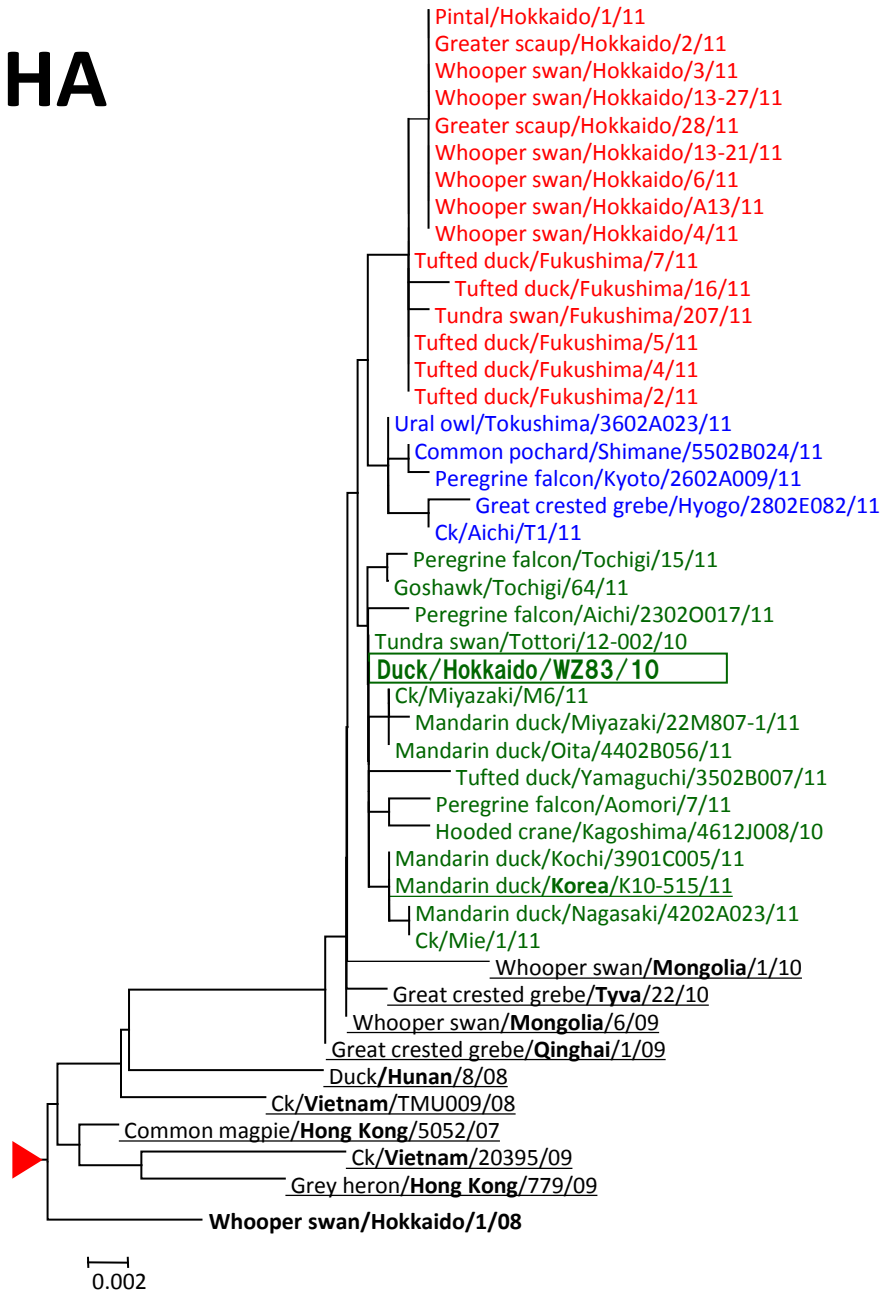 HA
Pintal/Hokkaido/1/11
Greater scaup/Hokkaido/2/11
Whooper swan/Hokkaido/3/11
Whooper swan/Hokkaido/13-27/11
Greater scaup/Hokkaido/28/11
Whooper swan/Hokkaido/13-21/11
Whooper swan/Hokkaido/6/11
Whooper swan/Hokkaido/A13/11
Whooper swan/Hokkaido/4/11
Tufted duck/Fukushima/7/11
Tufted duck/Fukushima/16/11
Tundra swan/Fukushima/207/11
Tufted duck/Fukushima/5/11
Tufted duck/Fukushima/4/11
Tufted duck/Fukushima/2/11
Ural owl/Tokushima/3602A023/11
Common pochard/Shimane/5502B024/11
Peregrine falcon/Kyoto/2602A009/11
Great crested grebe/Hyogo/2802E082/11
Ck/Aichi/T1/11
Peregrine falcon/Tochigi/15/11
Goshawk/Tochigi/64/11
Peregrine falcon/Aichi/2302O017/11
Tundra swan/Tottori/12-002/10
Duck/Hokkaido/WZ83/10
Ck/Miyazaki/M6/11
Mandarin duck/Miyazaki/22M807-1/11
Mandarin duck/Oita/4402B056/11
Tufted duck/Yamaguchi/3502B007/11
Peregrine falcon/Aomori/7/11
Hooded crane/Kagoshima/4612J008/10
Mandarin duck/Kochi/3901C005/11
Mandarin duck/Korea/K10-515/11
Mandarin duck/Nagasaki/4202A023/11
Ck/Mie/1/11
Whooper swan/Mongolia/1/10
Great crested grebe/Tyva/22/10
Whooper swan/Mongolia/6/09
Great crested grebe/Qinghai/1/09
Duck/Hunan/8/08
Ck/Vietnam/TMU009/08
Common magpie/Hong Kong/5052/07
Ck/Vietnam/20395/09
Grey heron/Hong Kong/779/09
Whooper swan/Hokkaido/1/08
0.002